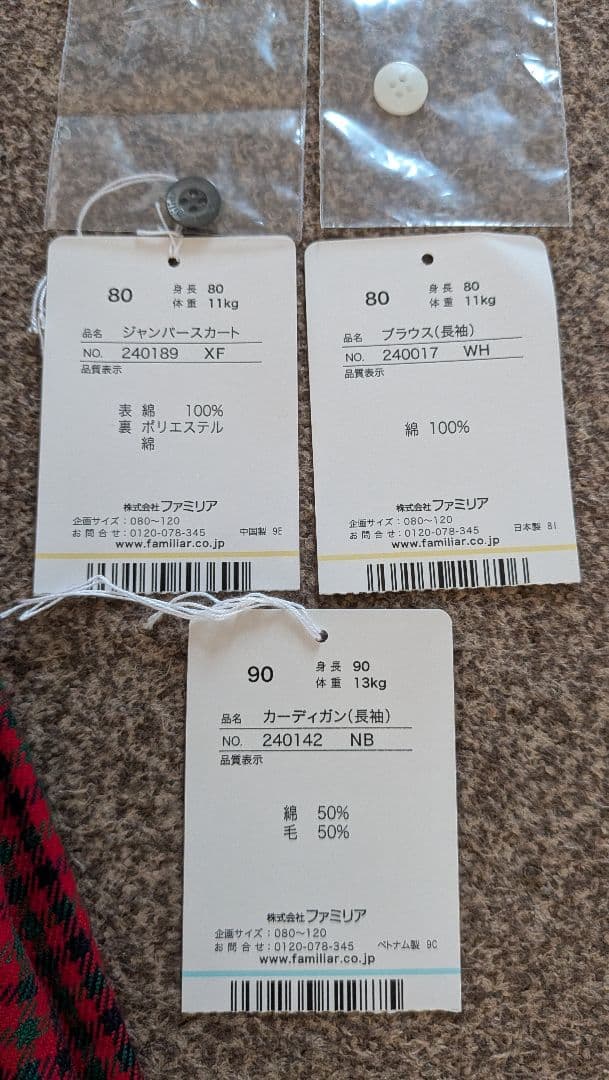 80
身長 80
体重 11kg
品名 ジャンパースカート
NO. 240189 XF
品質表示
表 綿 100%
裏 ポリエステル
綿
株式会社ファミリア
企画サイズ：080〜120
お問合せ：0120-078-345 中国製 9E
www.familiar.co.jp
80
身長 80
体重 11kg
品名 ブラウス(長袖)
NO. 240017 WH
品質表示
綿 100%
株式会社ファミリア
企画サイズ：080〜120
お問合せ：0120-078-345 日本製
www.familiar.co.jp
90
身長 90
体重 13kg
品名 カーディガン(長袖)
NO. 240142 NB
品質表示
綿 50%
毛 50%
株式会社ファミリア
企画サイズ：080〜120
お問合せ：0120-078-345 ベトナム製 9C
www.familiar.co.jp